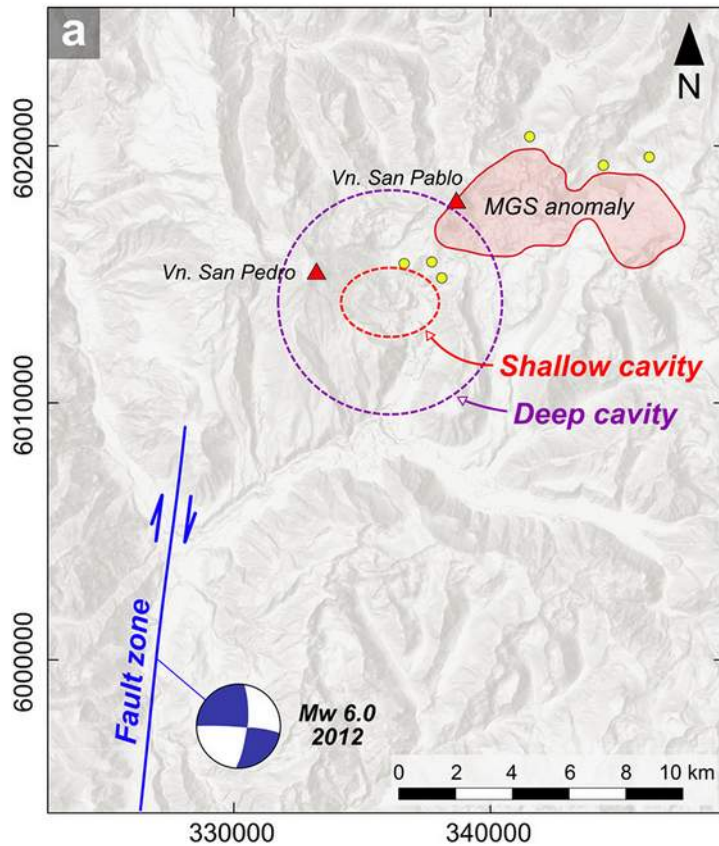 a
N
6020000
6010000
6000000
Vn. San Pablo
MGS anomaly
Vn. San Pedro
Shallow cavity
Deep cavity
Fault zone
Mw 6.0
2012
0 2 4 6 8 10 km
330000 340000